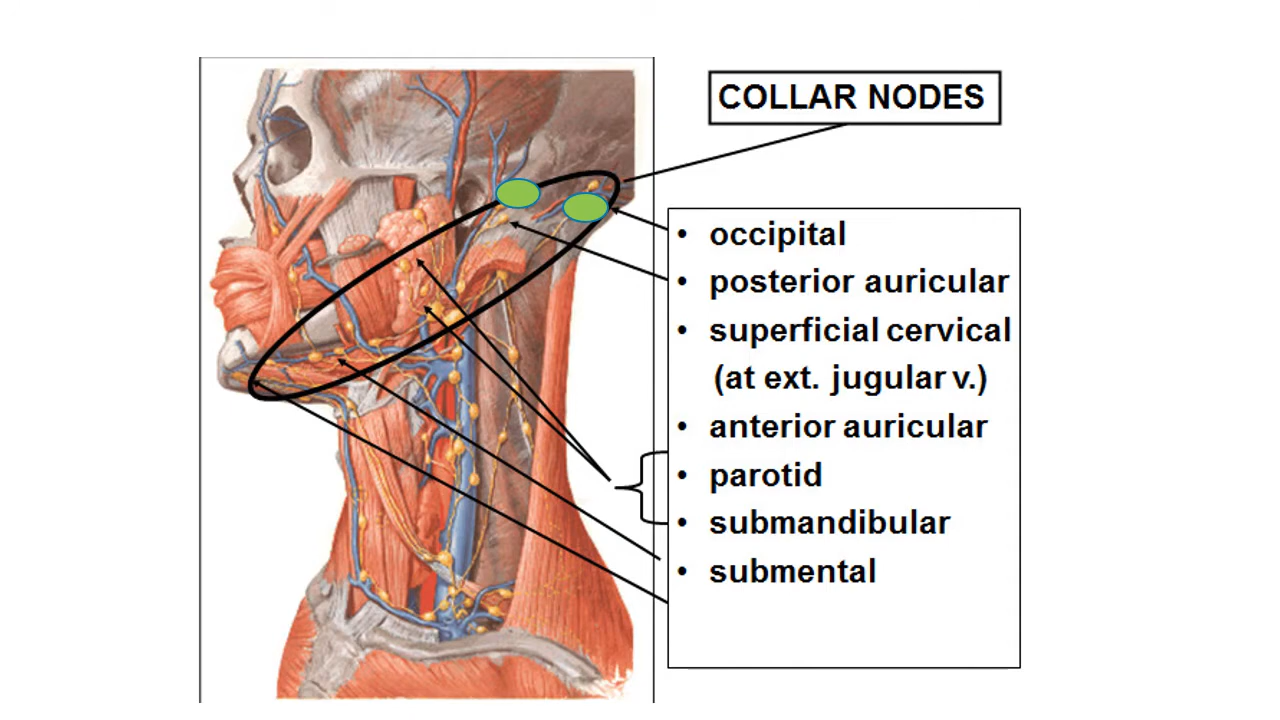 COLLAR NODES
• occipital
• posterior auricular
• superficial cervical
(at ext. jugular v.)
• anterior auricular
• parotid
• submandibular
• submental